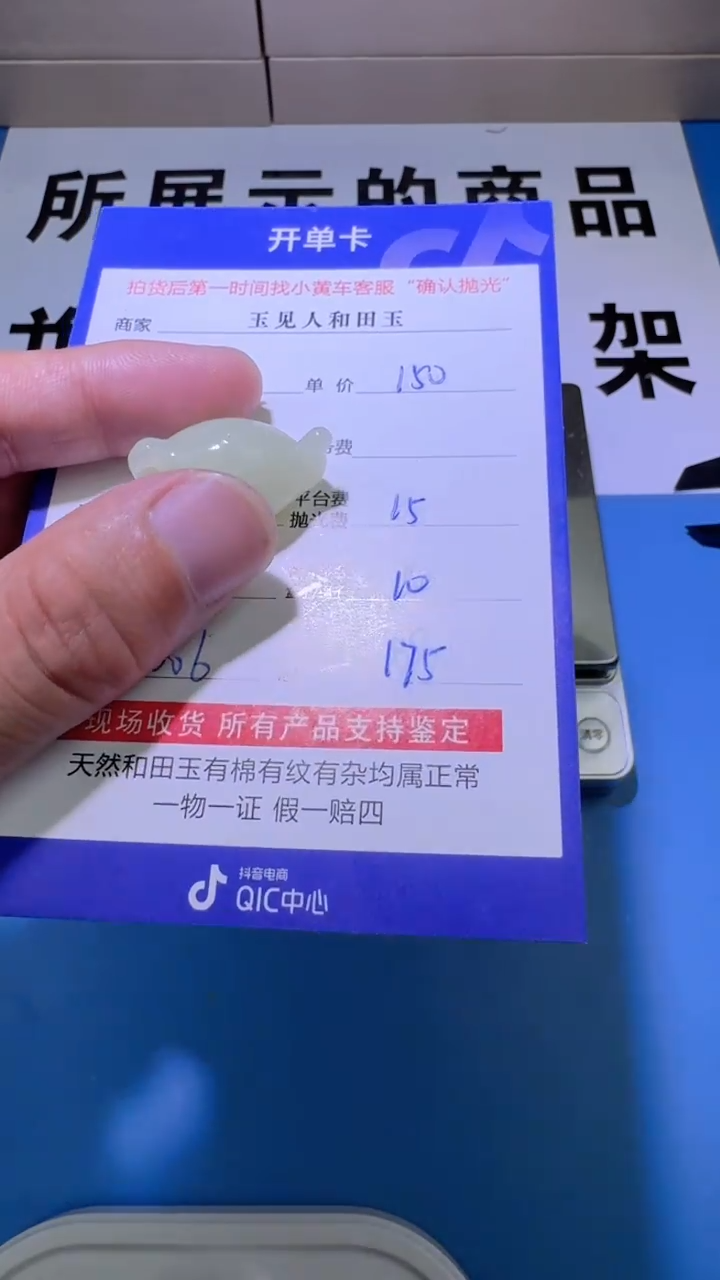 所展示的商品
架
开单卡
拍货后第一时间找小黄车客服“确认抛光”
商家 玉见人和田玉
单价 150
费
平台费
抛光费 15
10
06 175
现场收货 所有产品支持鉴定
天然和田玉有棉有纹有杂均属正常
一物一证 假一赔四
抖音电商
QIC中心
清零